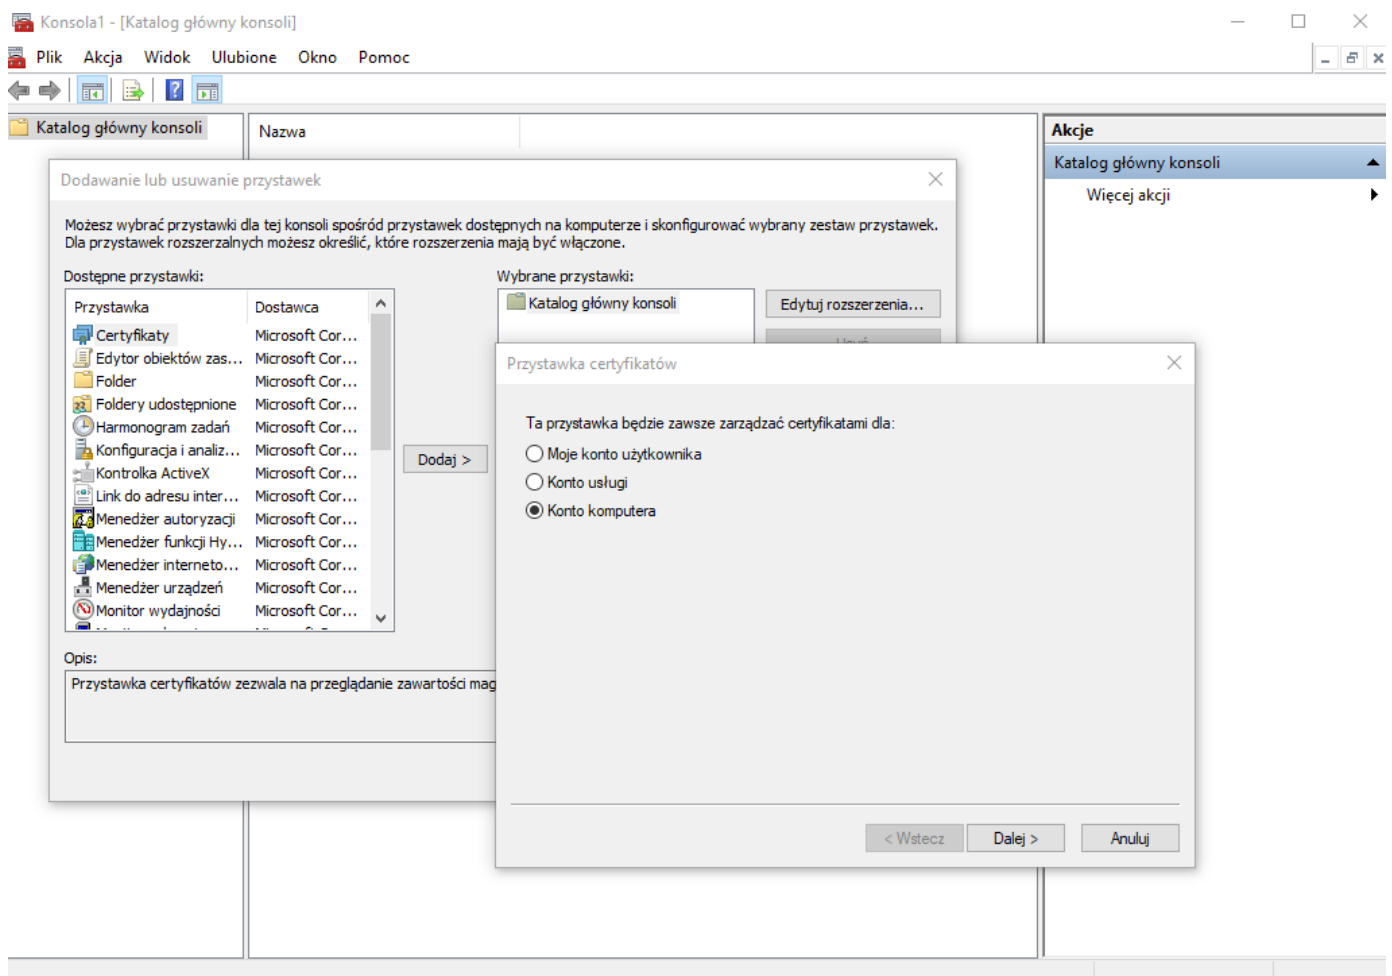 Konsola1 - [Katalog główny konsoli]
Plik Akcja Widok Ulubione Okno Pomoc
Katalog główny konsoli
Nazwa
Akcje
Katalog główny konsoli
Więcej akcji
Dodawanie lub usuwanie przystawek
Możesz wybrać przystawki dla tej konsoli spośród przystawek dostępnych na komputerze i skonfigurować wybrany zestaw przystawek.
Dla przystawek rozszerzalnych możesz określić, które rozszerzenia mają być włączone.
Dostępne przystawki:
Przystawka Dostawca
Certyfikaty Microsoft Cor...
Edytor obiektów zas... Microsoft Cor...
Folder Microsoft Cor...
Foldery udostępnione Microsoft Cor...
Harmonogram zadań Microsoft Cor...
Konfiguracja i analiz... Microsoft Cor...
Kontrolka ActiveX Microsoft Cor...
Link do adresu inter... Microsoft Cor...
Menedżer autoryzacji Microsoft Cor...
Menedżer funkcji Hy... Microsoft Cor...
Menedżer interneto... Microsoft Cor...
Menedżer urządzeń Microsoft Cor...
Monitor wydajności Microsoft Cor...
Dodaj >
Wybrane przystawki:
Katalog główny konsoli
Edytuj rozszerzenia...
Opis:
Przystawka certyfikatów zezwala na przeglądanie zawartości mag
Przystawka certyfikatów
Ta przystawka będzie zawsze zarządzać certyfikatami dla:
Moje konto użytkownika
Konto usługi
Konto komputera
< Wstecz
Dalej >
Anuluj